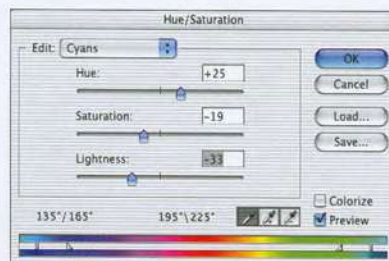 Hue/Saturation
Edit: Cyans
OK
Hue: +25
Cancel
Saturation: -19
Load...
Save...
Lightness: -33
Colorize
135°/165° 195°\225° Preview